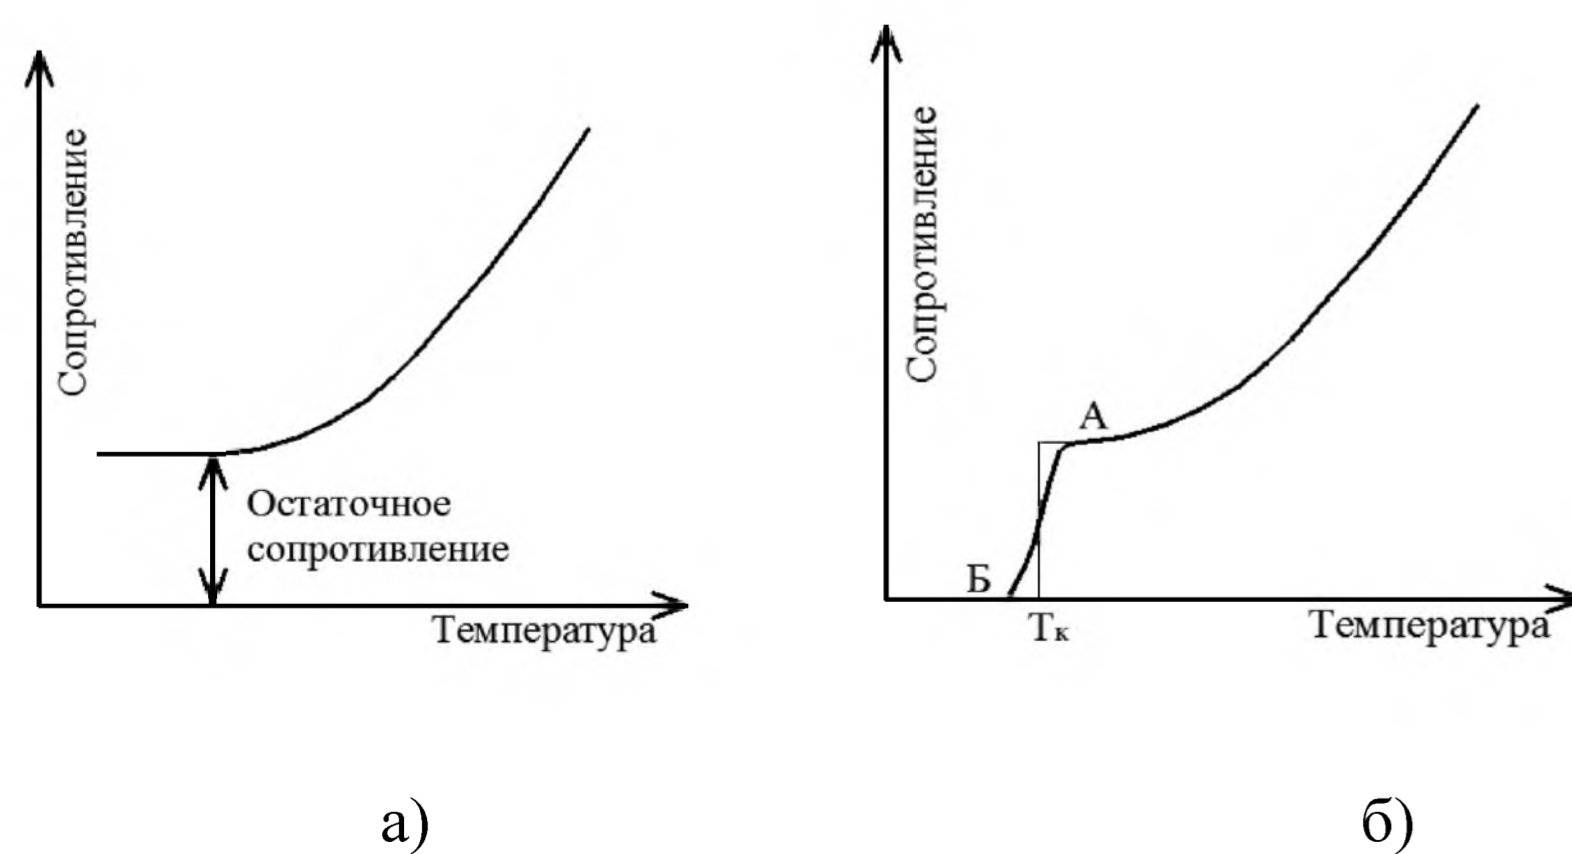 Сопротивление
Остаточное
сопротивление
Температура
а)
Сопротивление
А
Б
Тк
Температура
б)